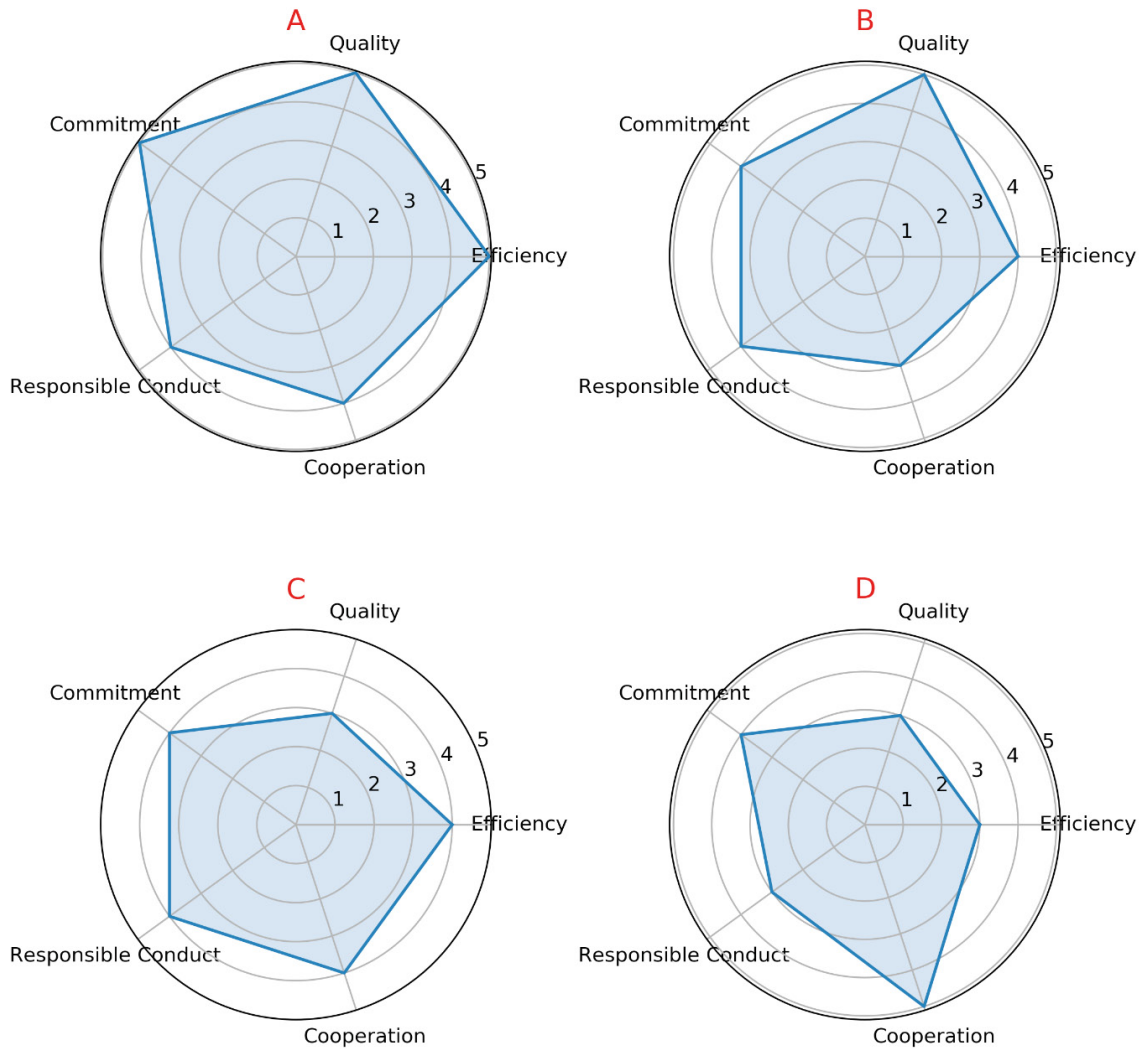 A
Quality
Commitment
5
4
3
2
1
Efficiency
Responsible Conduct
Cooperation
B
Quality
Commitment
5
4
3
2
1
Efficiency
Responsible Conduct
Cooperation
C
Quality
Commitment
5
4
3
2
1
Efficiency
Responsible Conduct
Cooperation
D
Quality
Commitment
5
4
3
2
1
Efficiency
Responsible Conduct
Cooperation